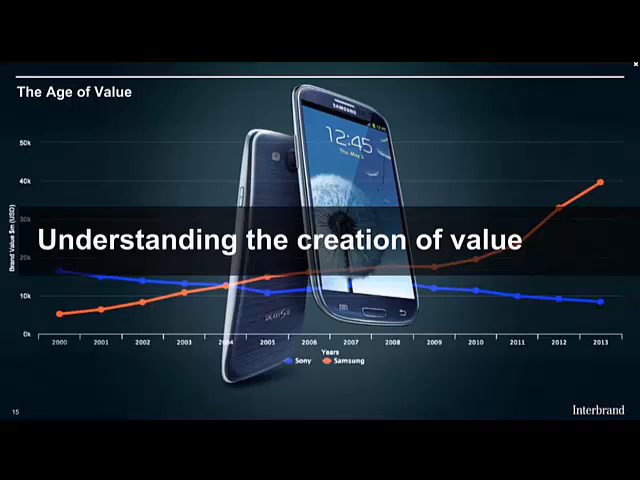 The Age of Value
50k
40k
30k
20k
10k
0k
Brand Value $m (USD)
SAMSUNG
12:45
Understanding the creation of value
GALAXY S III
2000 2001 2002 2003 2004 2005 2006 2007 2008 2009 2010 2011 2012 2013
Years
Sony Samsung
15
Interbrand